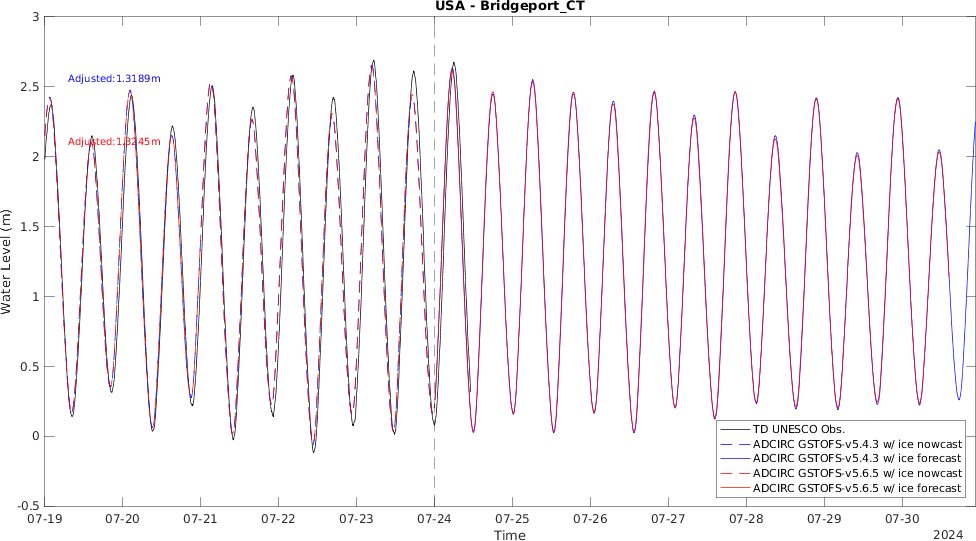 USA - Bridgeport_CT
3
2.5
2
1.5
1
0.5
0
-0.5
Water Level (m)
Adjusted:1.3189m
Adjusted:1.3245m
TD UNESCO Obs.
ADCIRC GSTOFS-v5.4.3 w/ ice nowcast
ADCIRC GSTOFS-v5.4.3 w/ ice forecast
ADCIRC GSTOFS-v5.6.5 w/ ice nowcast
ADCIRC GSTOFS-v5.6.5 w/ ice forecast
07-19 07-20 07-21 07-22 07-23 07-24 07-25 07-26 07-27 07-28 07-29 07-30
Time
2024